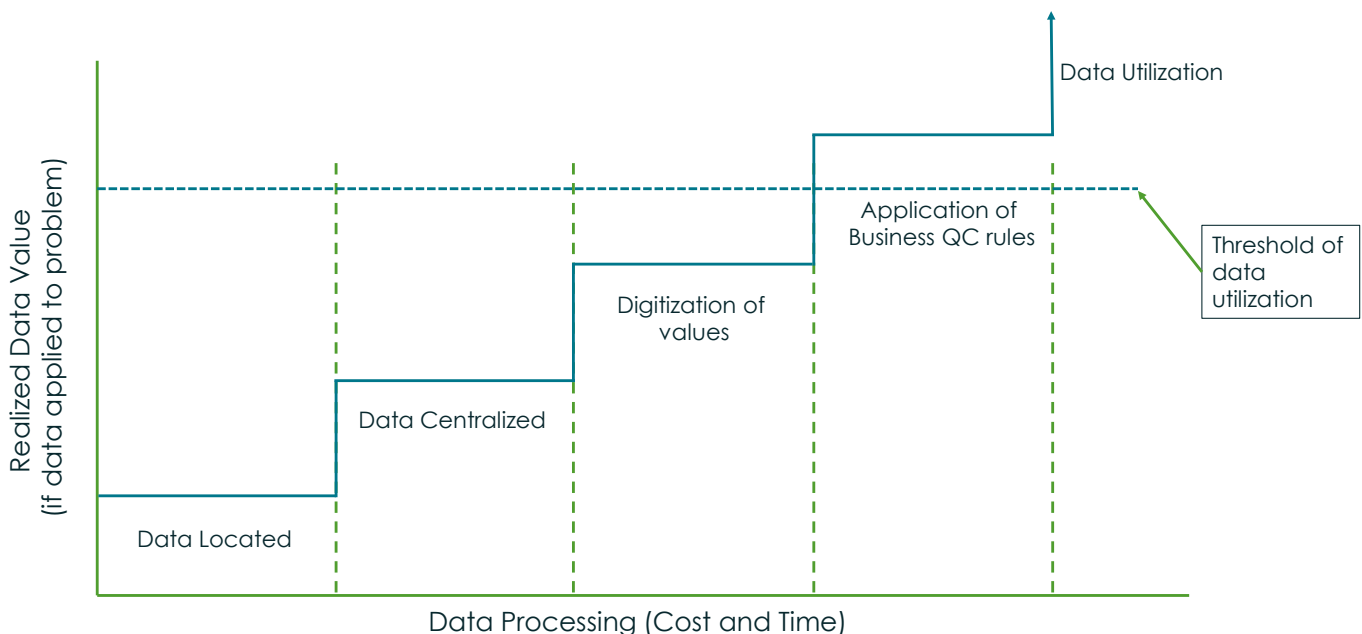 Data Utilization
Realized Data Value
(if data applied to problem)
Application of
Business QC rules
Threshold of
data
utilization
Digitization of
values
Data Centralized
Data Located
Data Processing (Cost and Time)